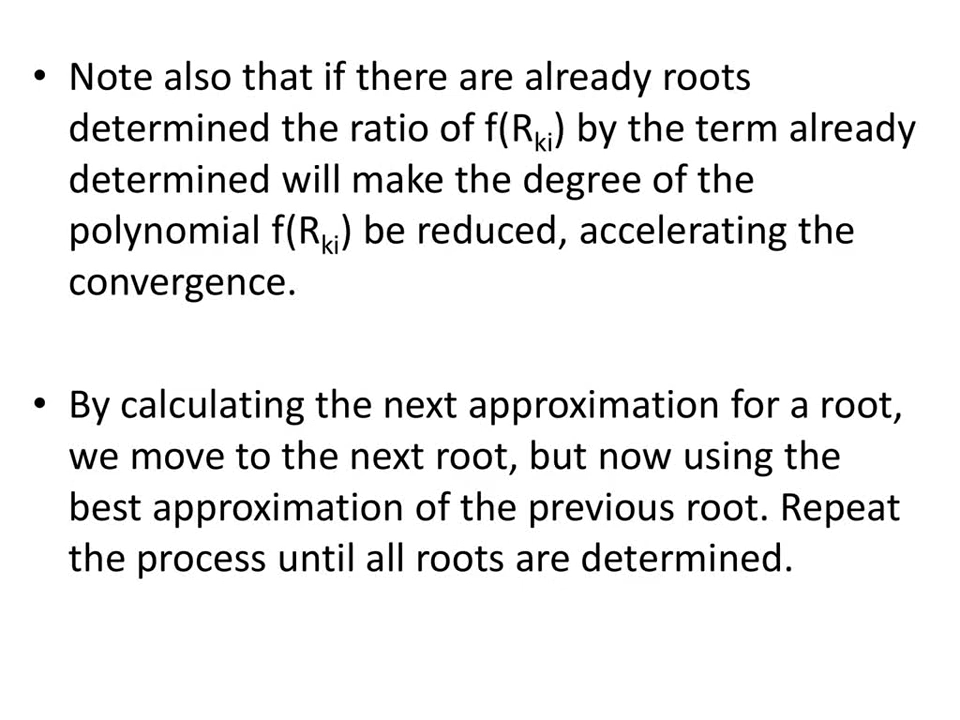 • Note also that if there are already roots
determined the ratio of f(Rki) by the term already
determined will make the degree of the
polynomial f(Rki) be reduced, accelerating the
convergence.
• By calculating the next approximation for a root,
we move to the next root, but now using the
best approximation of the previous root. Repeat
the process until all roots are determined.